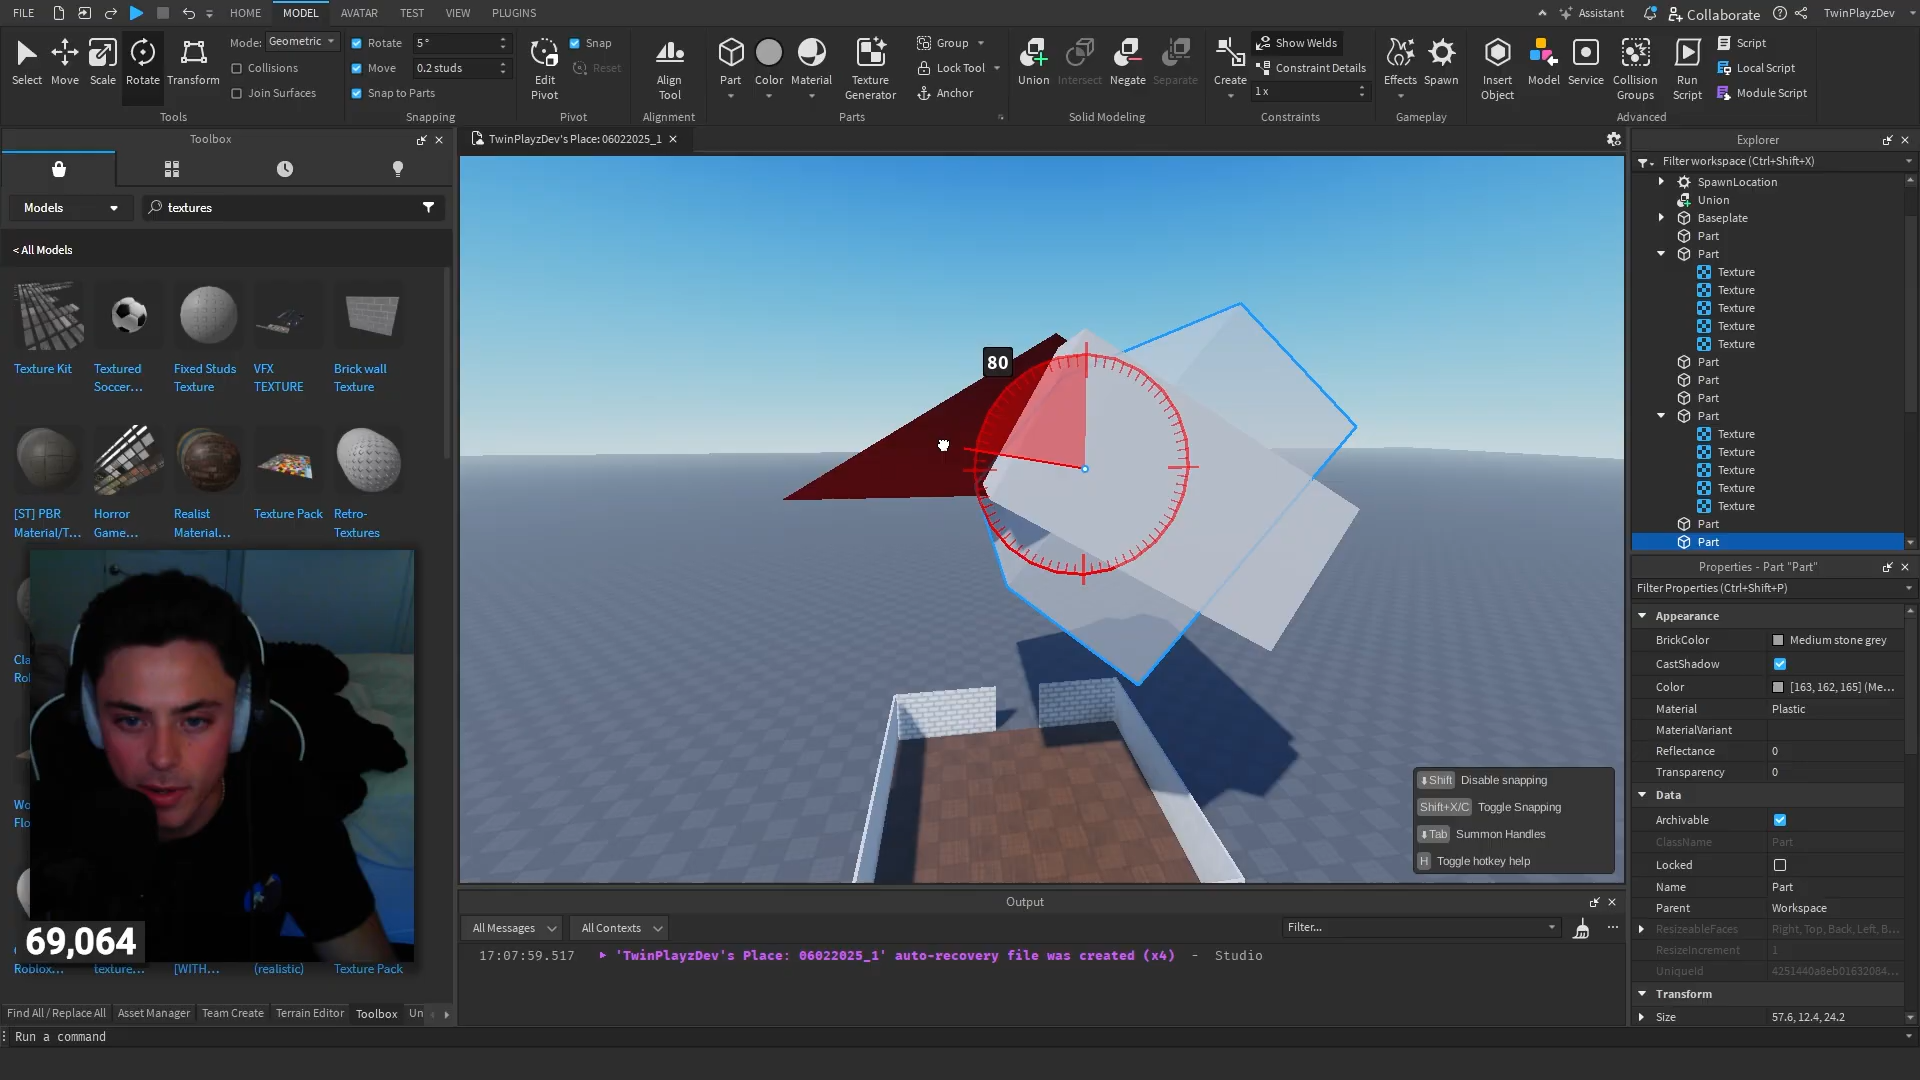 FILE
HOME
MODEL
AVATAR
TEST
VIEW
PLUGINS
Assistant
Collaborate
TwinPlayzDev
Select
Move
Scale
Rotate
Transform
Mode: Geometric
Collisions
Join Surfaces
Tools
Rotate 5 °
Move 0.2 studs
Snap to Parts
Snapping
Edit Pivot
Snap
Reset
Pivot
Align Tool
Alignment
Part
Color
Material
Texture Generator
Group
Lock Tool
Anchor
Parts
Union
Intersect
Negate
Separate
Solid Modeling
Create
Show Welds
Constraint Details
1 x
Constraints
Effects
Spawn
Gameplay
Insert Object
Model
Service
Collision Groups
Run Script
Script
Local Script
Module Script
Advanced
Toolbox
Models
textures
< All Models
Texture Kit
Textured Soccer...
Fixed Studs Texture
VFX TEXTURE
Brick wall Texture
[ST] PBR Material/T...
Horror Game...
Realist Material...
Texture Pack
Retro-Textures
69,064
Roblox...
texture...
[WITH...
(realistic)
Texture Pack
Find All / Replace All
Asset Manager
Team Create
Terrain Editor
Toolbox
Un
Run a command
TwinPlayzDev's Place: 06022025_1
80
Shift Disable snapping
Shift+X/C Toggle Snapping
Tab Summon Handles
H Toggle hotkey help
Output
All Messages
All Contexts
Filter...
17:07:59.517 'TwinPlayzDev's Place: 06022025_1' auto-recovery file was created (x4) - Studio
Explorer
Filter workspace (Ctrl+Shift+X)
SpawnLocation
Union
Baseplate
Part
Part
Texture
Texture
Texture
Texture
Texture
Part
Part
Part
Part
Texture
Texture
Texture
Texture
Texture
Part
Part
Properties - Part "Part"
Filter Properties (Ctrl+Shift+P)
Appearance
BrickColor Medium stone grey
CastShadow
Color [163, 162, 165] (Me...
Material Plastic
MaterialVariant
Reflectance 0
Transparency 0
Data
Archivable
ClassName Part
Locked
Name Part
Parent Workspace
ResizeableFaces Right, Top, Back, Left, B...
ResizeIncrement 1
UniqueId 4251440a8eb01632084...
Transform
Size 57.6, 12.4, 24.2